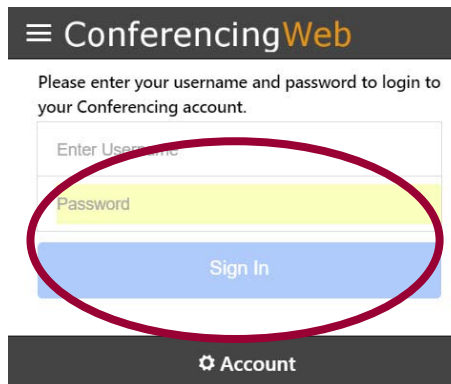 ConferencingWeb
Please enter your username and password to login to
your Conferencing account.
Enter Username
Password
Sign In
Account